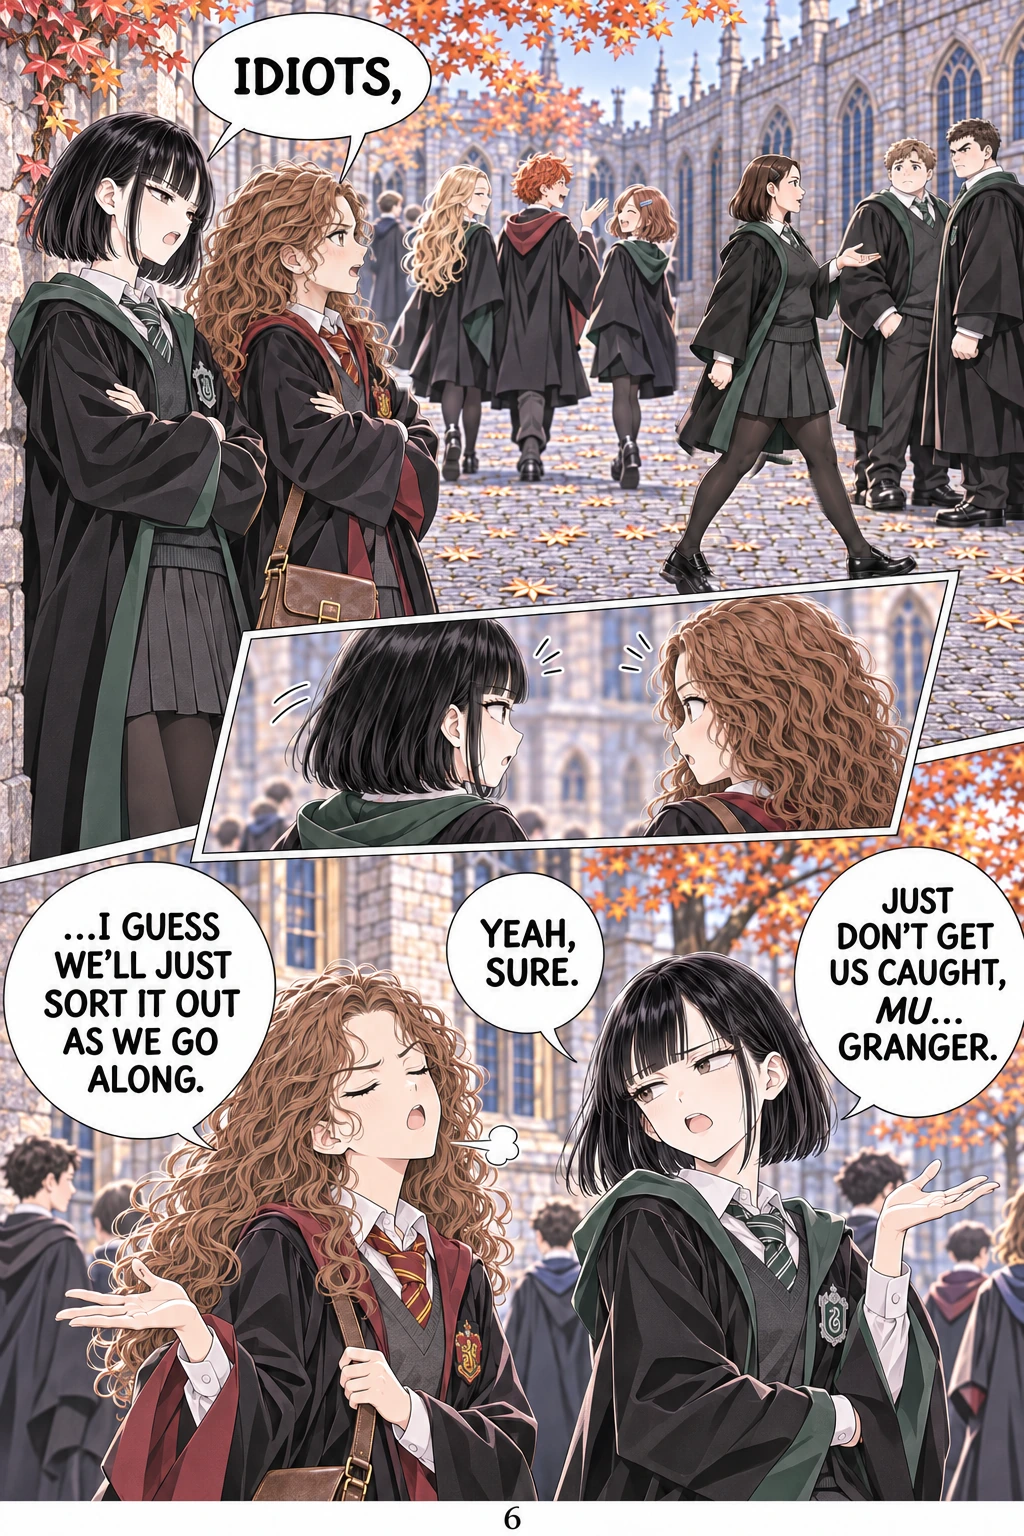 IDIOTS,
...I GUESS
WE'LL JUST
SORT IT OUT
AS WE GO
ALONG.
YEAH,
SURE.
JUST
DON'T GET
US CAUGHT,
MU...
GRANGER.
6